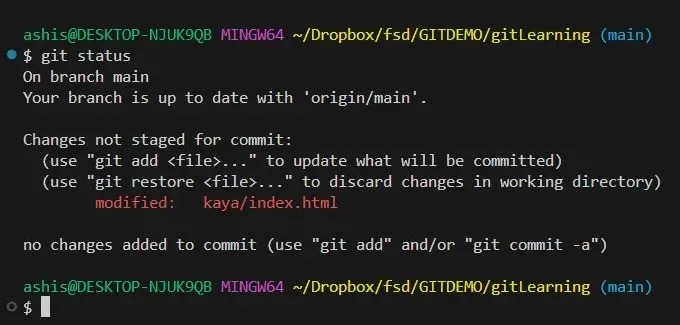 ashis@DESKTOP-NJUK9QB MINGW64 ~/Dropbox/fsd/GITDEMO/gitLearning (main)
$ git status
On branch main
Your branch is up to date with 'origin/main'.
Changes not staged for commit:
  (use "git add <file>..." to update what will be committed)
  (use "git restore <file>..." to discard changes in working directory)
        modified:   kaya/index.html
no changes added to commit (use "git add" and/or "git commit -a")
ashis@DESKTOP-NJUK9QB MINGW64 ~/Dropbox/fsd/GITDEMO/gitLearning (main)
$